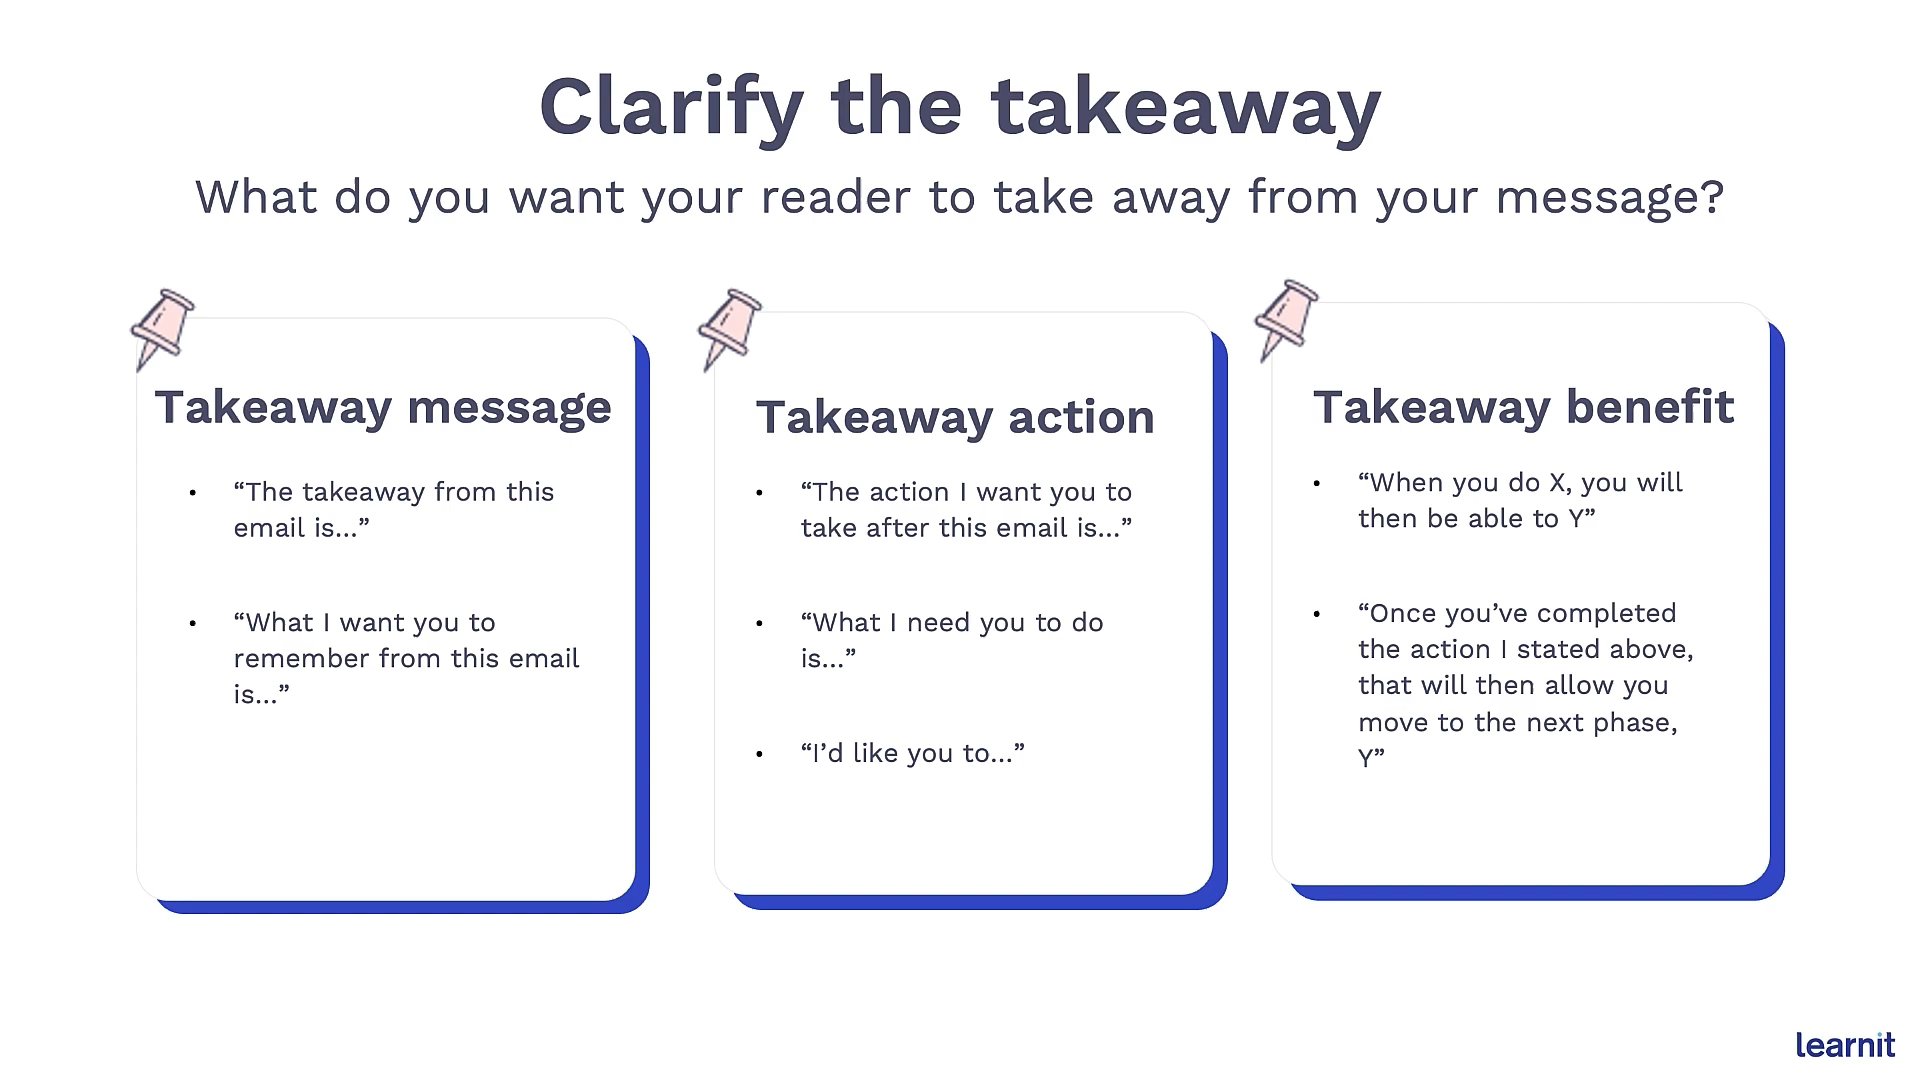 Clarify the takeaway
What do you want your reader to take away from your message?
Takeaway message
• “The takeaway from this
email is...”
• “What I want you to
remember from this email
is...”
Takeaway action
• “The action I want you to
take after this email is...”
• “What I need you to do
is...”
• “I’d like you to...”
Takeaway benefit
• “When you do X, you will
then be able to Y”
• “Once you’ve completed
the action I stated above,
that will then allow you
move to the next phase,
Y”
learnit